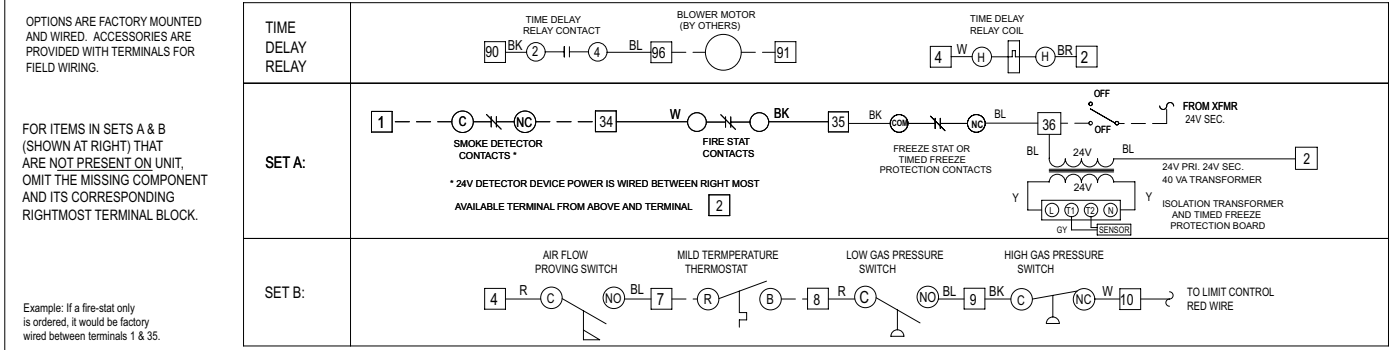 OPTIONS ARE FACTORY MOUNTED
AND WIRED. ACCESSORIES ARE
PROVIDED WITH TERMINALS FOR
FIELD WIRING.
FOR ITEMS IN SETS A & B
(SHOWN AT RIGHT) THAT
ARE NOT PRESENT ON UNIT,
OMIT THE MISSING COMPONENT
AND ITS CORRESPONDING
RIGHTMOST TERMINAL BLOCK.
Example: If a fire-stat only
is ordered, it would be factory
wired between terminals 1 & 35.
TIME
DELAY
RELAY
TIME DELAY
RELAY CONTACT
BLOWER MOTOR
(BY OTHERS)
90 BK 2 4 BL 96 91
TIME DELAY
RELAY COIL
4 W H H BR 2
SET A:
1 C NC 34 W BK 35 BK COM NC BL 36
SMOKE DETECTOR
CONTACTS *
FIRE STAT
CONTACTS
FREEZE STAT OR
TIMED FREEZE
PROTECTION CONTACTS
OFF
OFF
FROM XFMR
24V SEC.
BL 24V BL 2
24V
24V PRI. 24V SEC.
40 VA TRANSFORMER
Y Y
L T1 T2 N
GY SENSOR
ISOLATION TRANSFORMER
AND TIMED FREEZE
PROTECTION BOARD
* 24V DETECTOR DEVICE POWER IS WIRED BETWEEN RIGHT MOST
AVAILABLE TERMINAL FROM ABOVE AND TERMINAL 2
SET B:
AIR FLOW
PROVING SWITCH
MILD TERMPERATURE
THERMOSTAT
LOW GAS PRESSURE
SWITCH
HIGH GAS PRESSURE
SWITCH
4 R C NO BL 7 R B 8 R C NO BL 9 BK C NC W 10
TO LIMIT CONTROL
RED WIRE